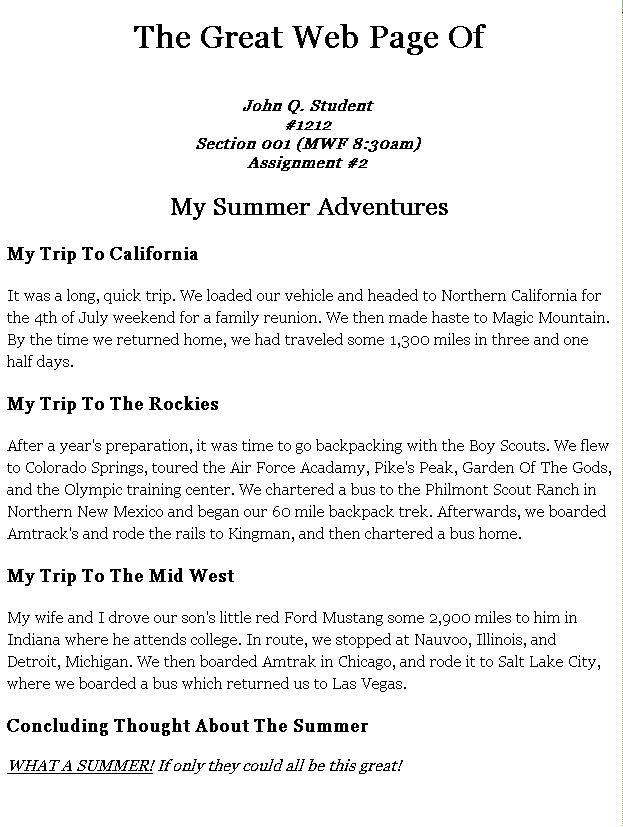 The Great Web Page Of
John Q. Student
#1212
Section 001 (MWF 8:30am)
Assignment #2
My Summer Adventures
My Trip To California
It was a long, quick trip. We loaded our vehicle and headed to Northern California for
the 4th of July weekend for a family reunion. We then made haste to Magic Mountain.
By the time we returned home, we had traveled some 1,300 miles in three and one
half days.
My Trip To The Rockies
After a year's preparation, it was time to go backpacking with the Boy Scouts. We flew
to Colorado Springs, toured the Air Force Acadamy, Pike's Peak, Garden Of The Gods,
and the Olympic training center. We chartered a bus to the Philmont Scout Ranch in
Northern New Mexico and began our 60 mile backpack trek. Afterwards, we boarded
Amtrack's and rode the rails to Kingman, and then chartered a bus home.
My Trip To The Mid West
My wife and I drove our son's little red Ford Mustang some 2,900 miles to him in
Indiana where he attends college. In route, we stopped at Nauvoo, Illinois, and
Detroit, Michigan. We then boarded Amtrak in Chicago, and rode it to Salt Lake City,
where we boarded a bus which returned us to Las Vegas.
Concluding Thought About The Summer
WHAT A SUMMER! If only they could all be this great!